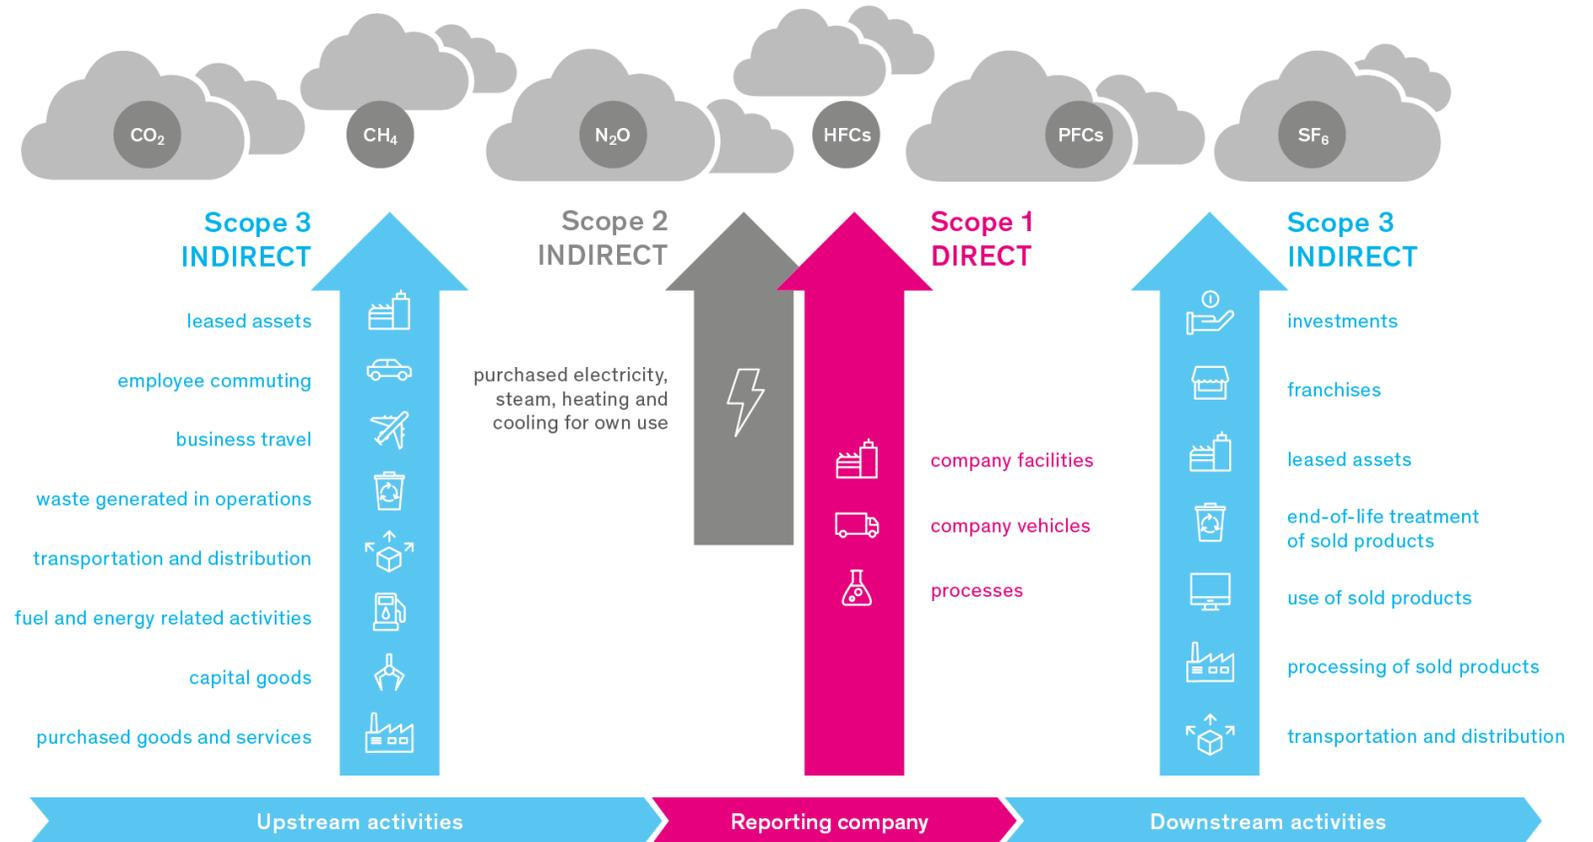 CO₂
CH₄
N₂O
HFCs
PFCs
SF₆
Scope 3
INDIRECT
leased assets
employee commuting
business travel
waste generated in operations
transportation and distribution
fuel and energy related activities
capital goods
purchased goods and services
Scope 2
INDIRECT
purchased electricity,
steam, heating and
cooling for own use
Scope 1
DIRECT
company facilities
company vehicles
processes
Scope 3
INDIRECT
investments
franchises
leased assets
end-of-life treatment
of sold products
use of sold products
processing of sold products
transportation and distribution
Upstream activities
Reporting company
Downstream activities